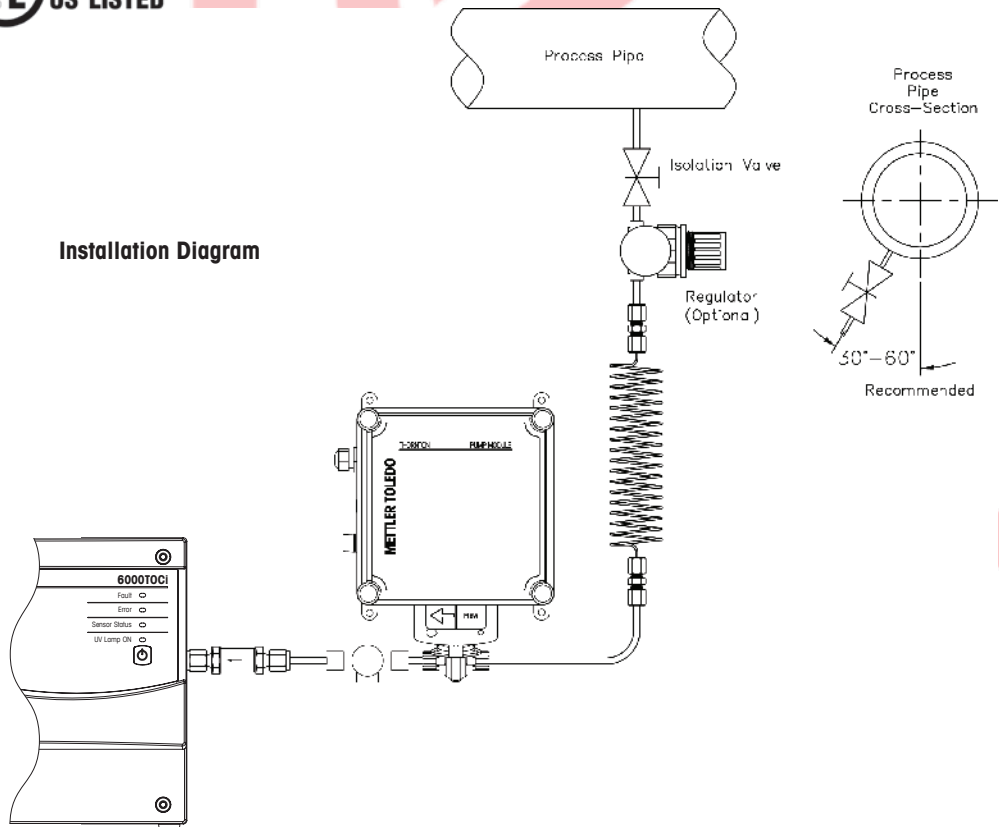 US LISTED
Process Pipe
Process
Pipe
Cross-Section
Isolation Valve
Installation Diagram
Regulator
(Optional)
30°-60°
Recommended
THORNTON PUMP MODULE
METTLER TOLEDO
6000TOCi
Fault
Error
Sensor Status
UV Lamp ON